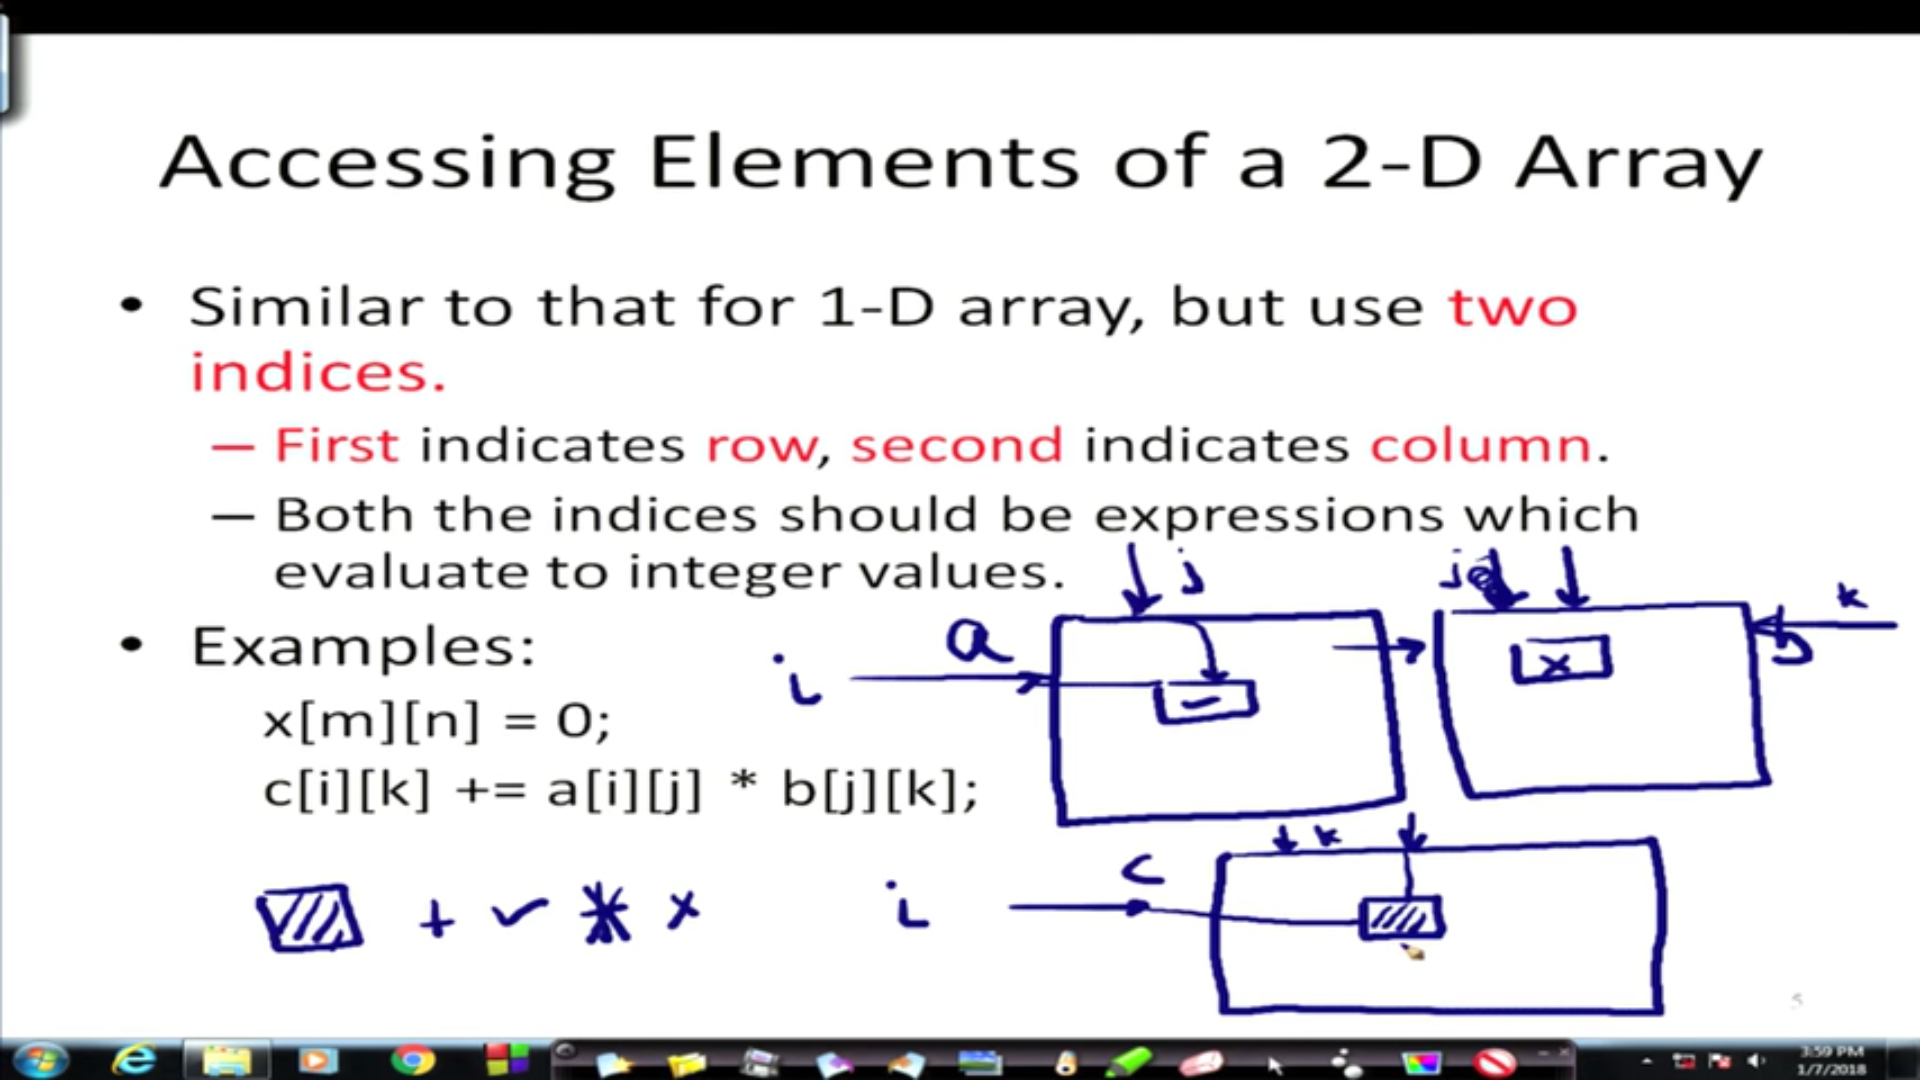 Accessing Elements of a 2-D Array
• Similar to that for 1-D array, but use two
indices.
– First indicates row, second indicates column.
– Both the indices should be expressions which
evaluate to integer values.
j
k
• Examples:
a
i
x
x[m][n] = 0;
c[i][k] += a[i][j] * b[j][k];
k
c
+ ✓ * x
i
5
3:59 PM
1/7/2018